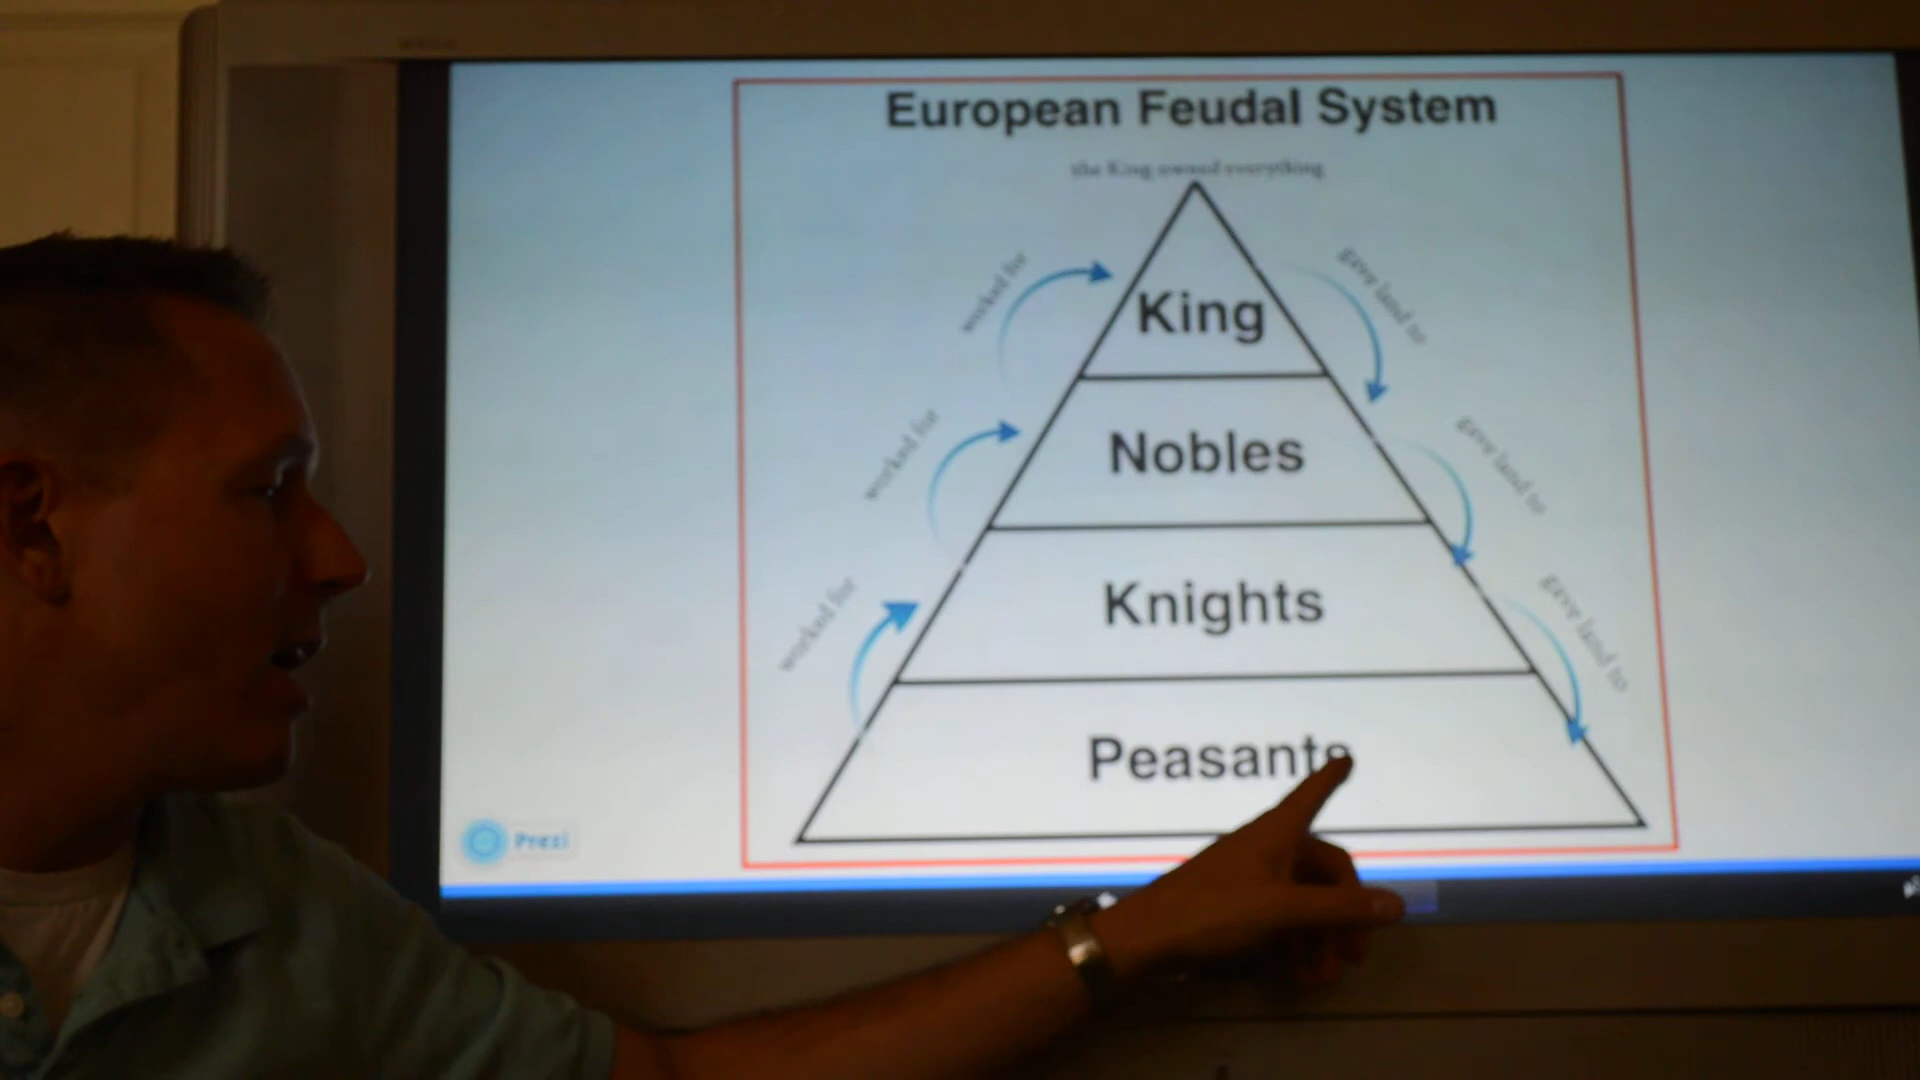 European Feudal System
the King owned everything
worked for
gave land to
King
worked for
gave land to
Nobles
worked for
gave land to
Knights
Peasants
Prezi